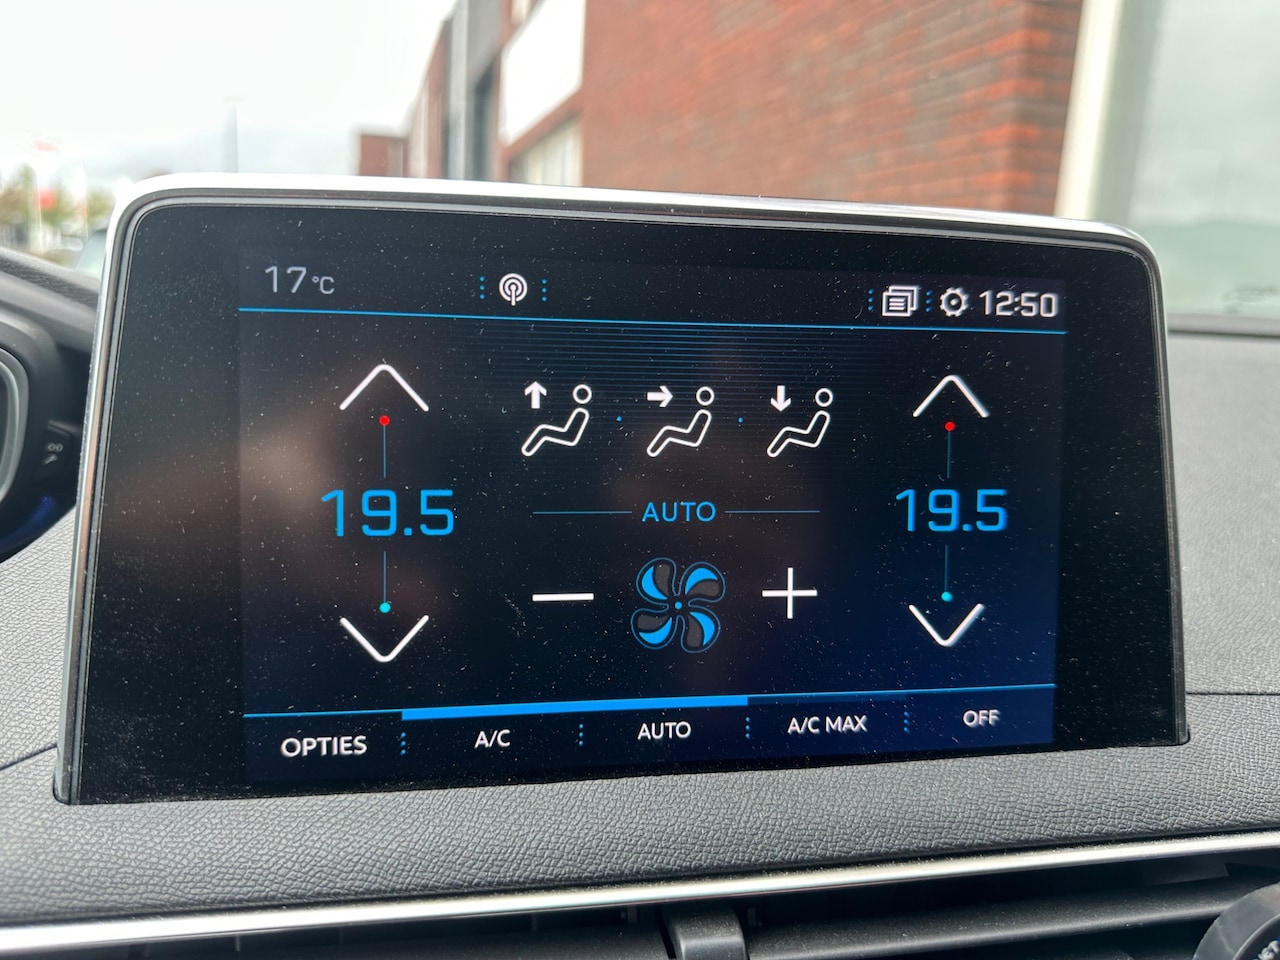 17°C 12:50
19.5 AUTO 19.5
OPTIES A/C AUTO A/C MAX OFF